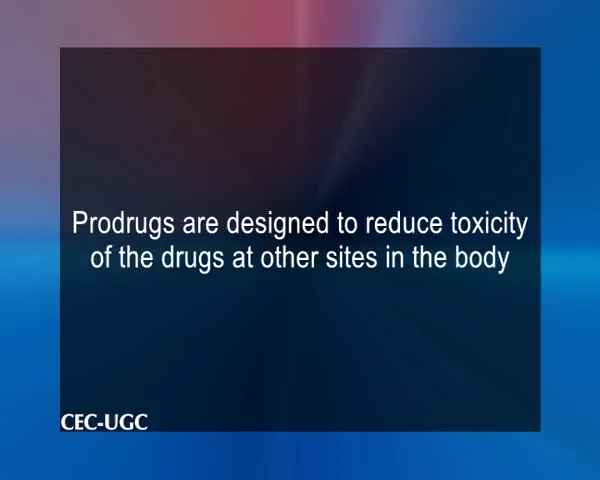 Prodrugs are designed to reduce toxicity
of the drugs at other sites in the body
CEC-UGC